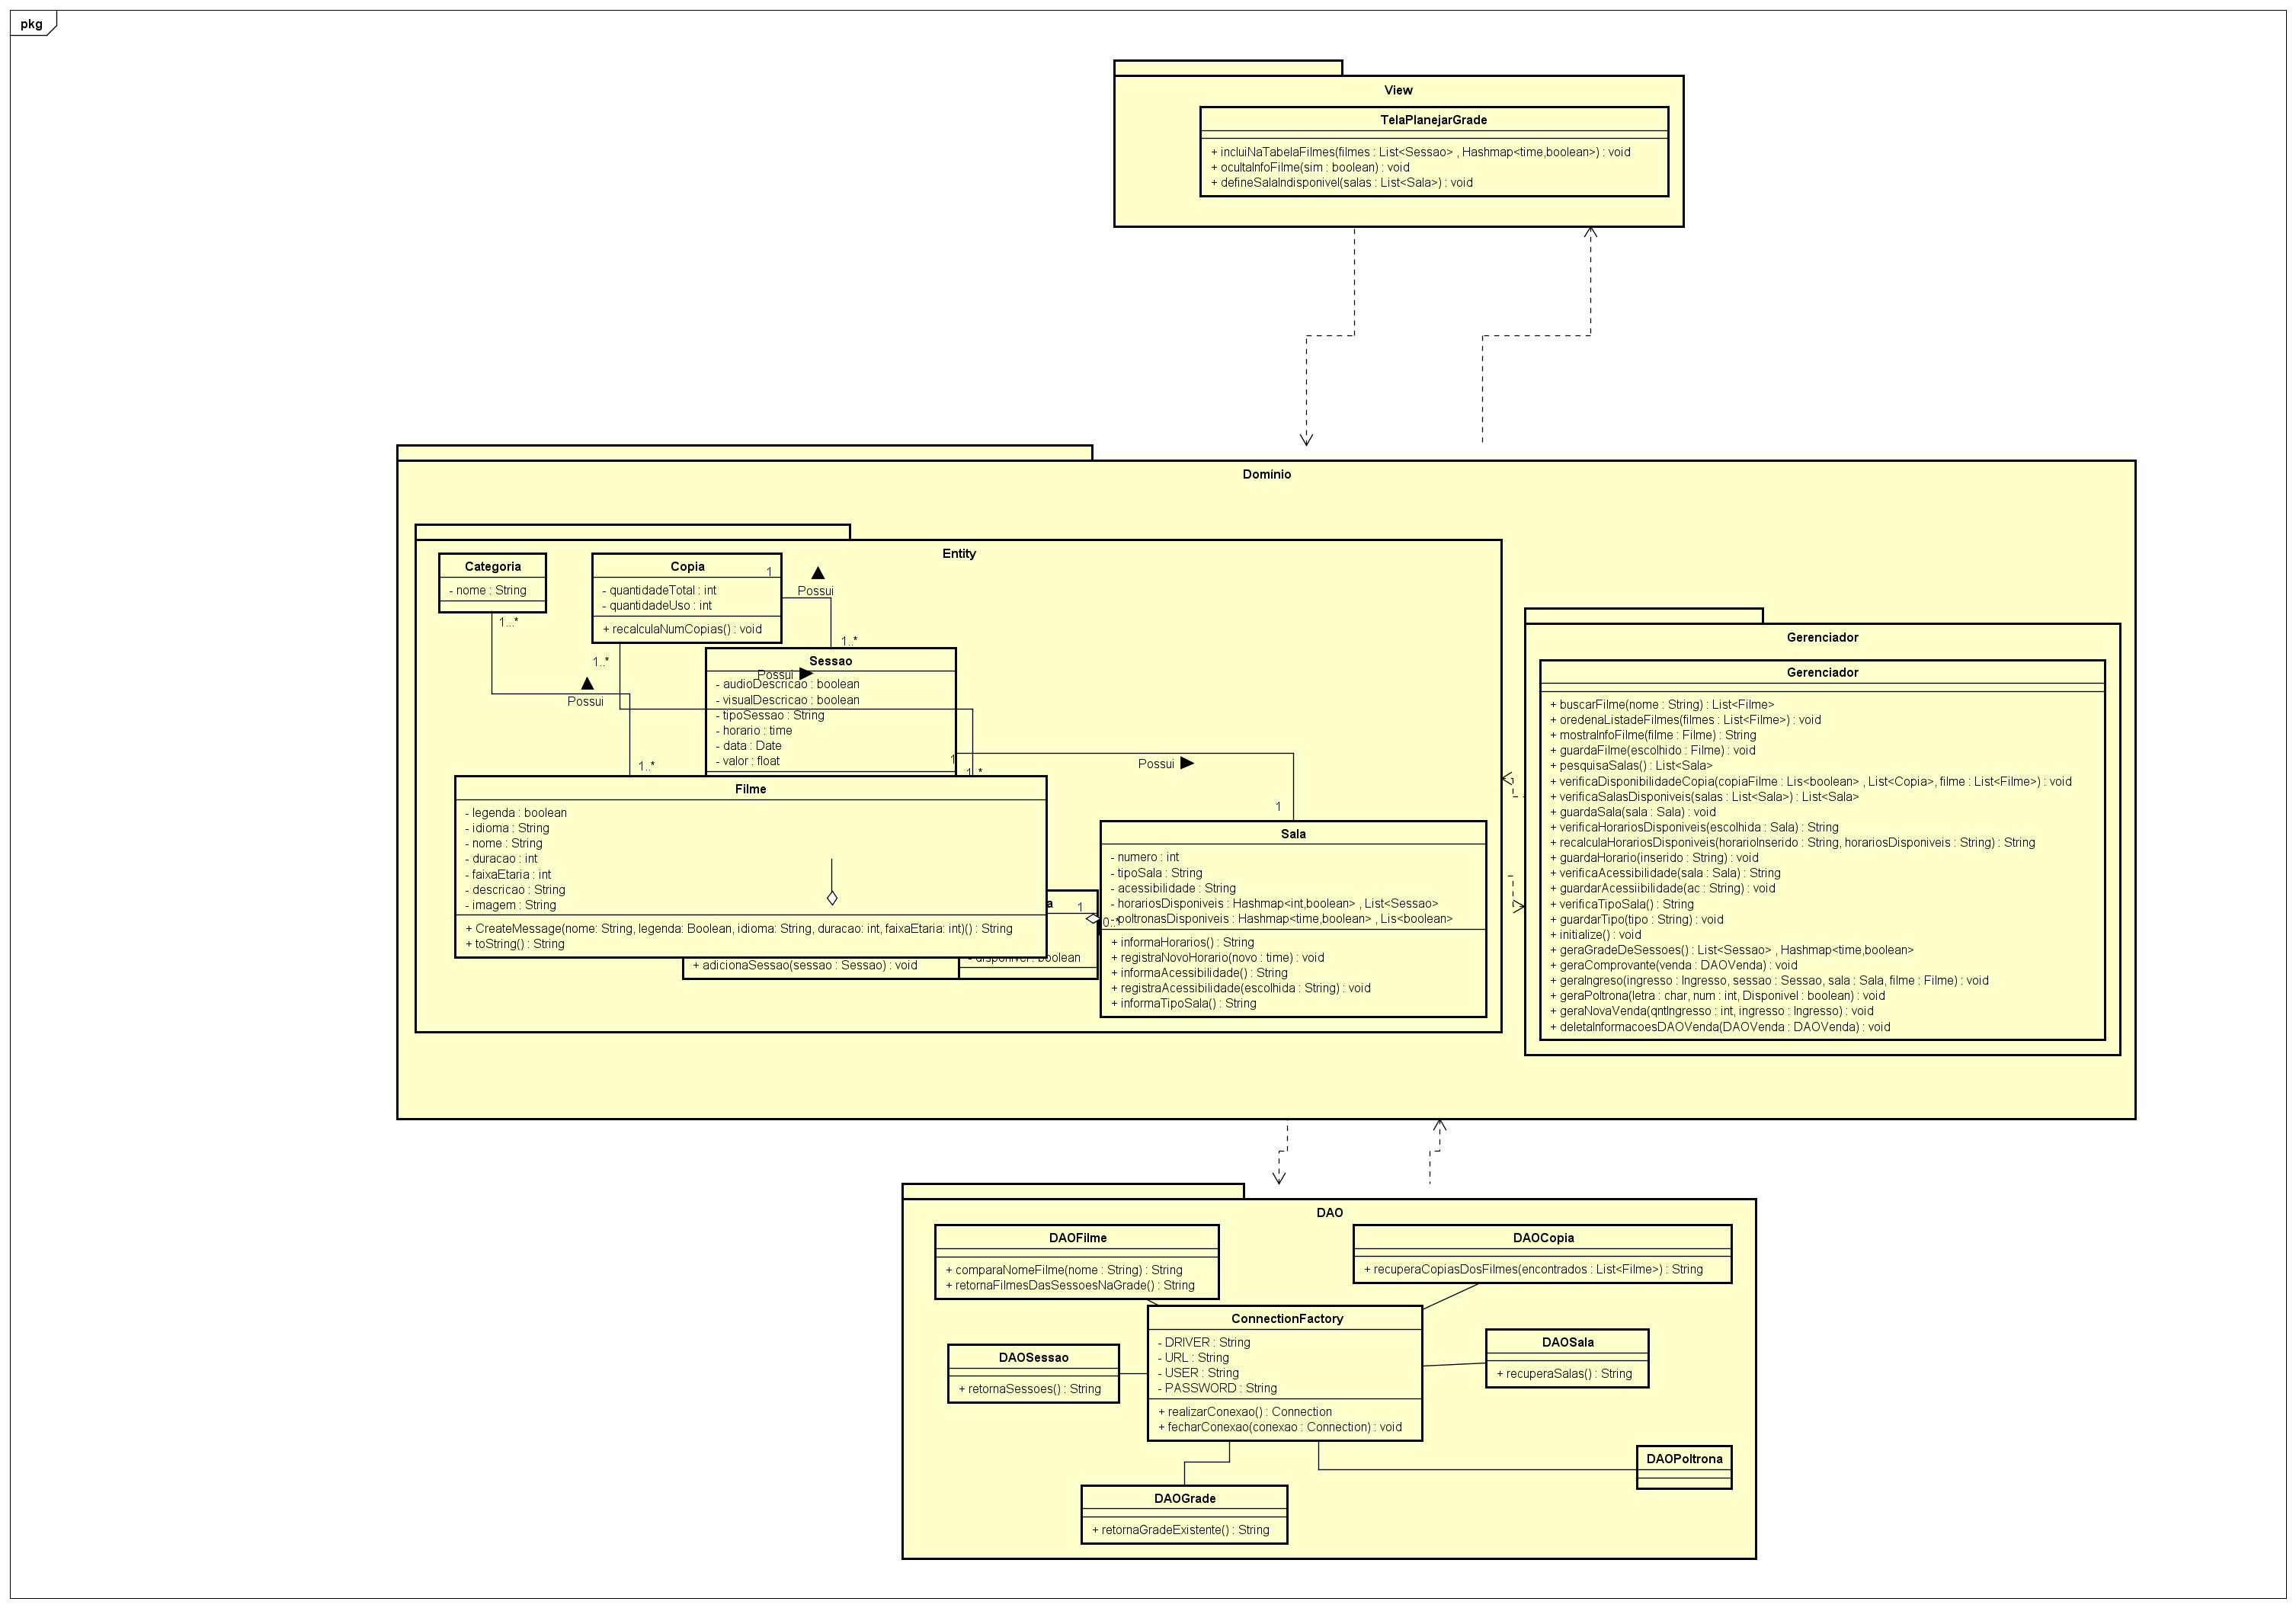 pkg
View
TelaPlanejarGrade
+ incluiNaTabelaFilmes(filmes : List<Sessao> , Hashmap<time,boolean>) : void
+ ocultaInfoFilme(sim : boolean) : void
+ defineSalaIndisponivel(salas : List<Sala>) : void
Domínio
Entity
Categoria
- nome : String
1...*
Copia
- quantidadeTotal : int
- quantidadeUso : int
+ recalculaNumCopias() : void
1
Possui
1..*
1..*
Possui
1..*
Sessao
Possui
- audioDescricao : boolean
- visualDescricao : boolean
- tipoSessao : String
- horario : time
- data : Date
- valor : float
1
1..*
Possui
1
Filme
- legenda : boolean
- idioma : String
- nome : String
- duracao : int
- faixaEtaria : int
- descricao : String
- imagem : String
+ CreateMessage(nome: String, legenda: Boolean, idioma: String, duracao: int, faixaEtaria: int)() : String
+ toString() : String
+ adicionaSessao(sessao : Sessao) : void
a
1
0..*
- disponivel : boolean
Sala
- numero : int
- tipoSala : String
- acessibilidade : String
- horariosDisponiveis : Hashmap<int,boolean> , List<Sessao>
- poltronasDisponiveis : Hashmap<time,boolean> , Lis<boolean>
+ informaHorarios() : String
+ registraNovoHorario(novo : time) : void
+ informaAcessibilidade() : String
+ registraAcessibilidade(escolhida : String) : void
+ informaTipoSala() : String
Gerenciador
Gerenciador
+ buscarFilme(nome : String) : List<Filme>
+ oredenaListadeFilmes(filmes : List<Filme>) : void
+ mostraInfoFilme(filme : Filme) : String
+ guardaFilme(escolhido : Filme) : void
+ pesquisaSalas() : List<Sala>
+ verificaDisponibilidadeCopia(copiaFilme : Lis<boolean> , List<Copia>, filme : List<Filme>) : void
+ verificaSalasDisponiveis(salas : List<Sala>) : List<Sala>
+ guardaSala(sala : Sala) : void
+ verificaHorariosDisponiveis(escolhida : Sala) : String
+ recalculaHorariosDisponiveis(horarioInserido : String, horariosDisponiveis : String) : String
+ guardaHorario(inserido : String) : void
+ verificaAcessibilidade(sala : Sala) : String
+ guardarAcessiibilidade(ac : String) : void
+ verificaTipoSala() : String
+ guardarTipo(tipo : String) : void
+ initialize() : void
+ geraGradeDeSessoes() : List<Sessao> , Hashmap<time,boolean>
+ geraComprovante(venda : DAOVenda) : void
+ geraIngreso(ingresso : Ingresso, sessao : Sessao, sala : Sala, filme : Filme) : void
+ geraPoltrona(letra : char, num : int, Disponivel : boolean) : void
+ geraNovaVenda(qntIngresso : int, ingresso : Ingresso) : void
+ deletaInformacoesDAOVenda(DAOVenda : DAOVenda) : void
DAO
DAOFilme
+ comparaNomeFilme(nome : String) : String
+ retornaFilmesDasSessoesNaGrade() : String
DAOCopia
+ recuperaCopiasDosFilmes(encontrados : List<Filme>) : String
ConnectionFactory
- DRIVER : String
- URL : String
- USER : String
- PASSWORD : String
+ realizarConexao() : Connection
+ fecharConexao(conexao : Connection) : void
DAOSessao
+ retornaSessoes() : String
DAOSala
+ recuperaSalas() : String
DAOPoltrona
DAOGrade
+ retornaGradeExistente() : String